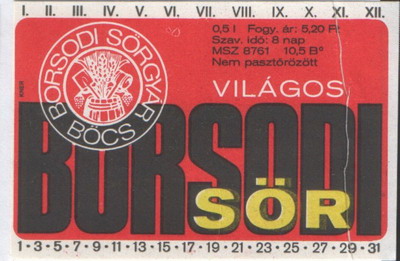 I. II. III. IV. V. VI. VII. VIII. IX. X. XI. XII.
0,5 l Fogy. ár: 5,20 Ft
Szav. idő: 8 nap
MSZ 8761 10,5 B°
Nem pasztőrözött
BORSODI SÖRGYÁR
BŐCS
VILÁGOS
BORSODI
SÖR
1•3•5•7•9•11•13•15•17•19•21•23•25•27•29•31